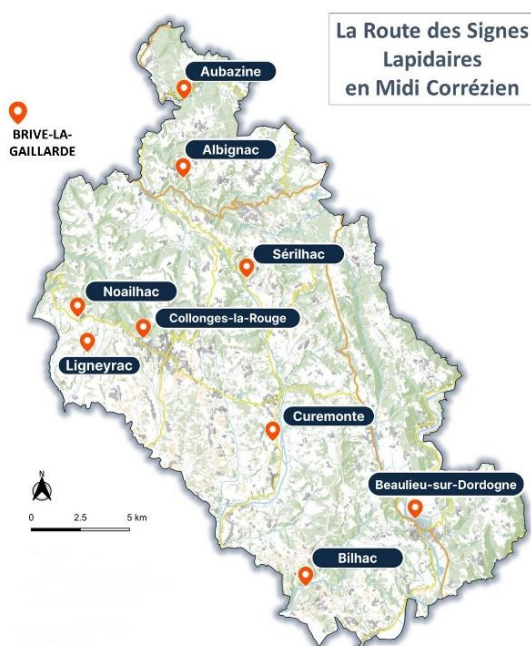 La Route des Signes
Lapidaires
en Midi Corrézien
Aubazine
BRIVE-LA-
GAILLARDE
Albignac
Sérilhac
Noailhac
Collonges-la-Rouge
Ligneyrac
Curemonte
Beaulieu-sur-Dordogne
N
0 2.5 5 km
Bilhac